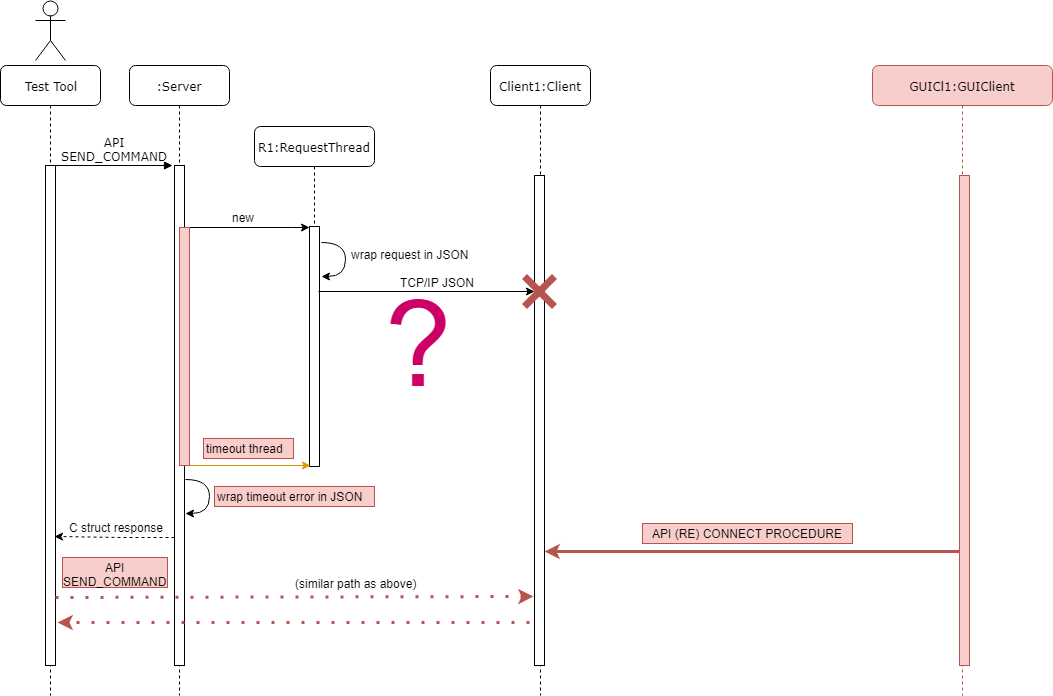 Test Tool
:Server
Client1:Client
GUICl1:GUIClient
R1:RequestThread
API
SEND_COMMAND
new
wrap request in JSON
TCP/IP JSON
?
timeout thread
wrap timeout error in JSON
C struct response
API (RE) CONNECT PROCEDURE
API
SEND_COMMAND
(similar path as above)